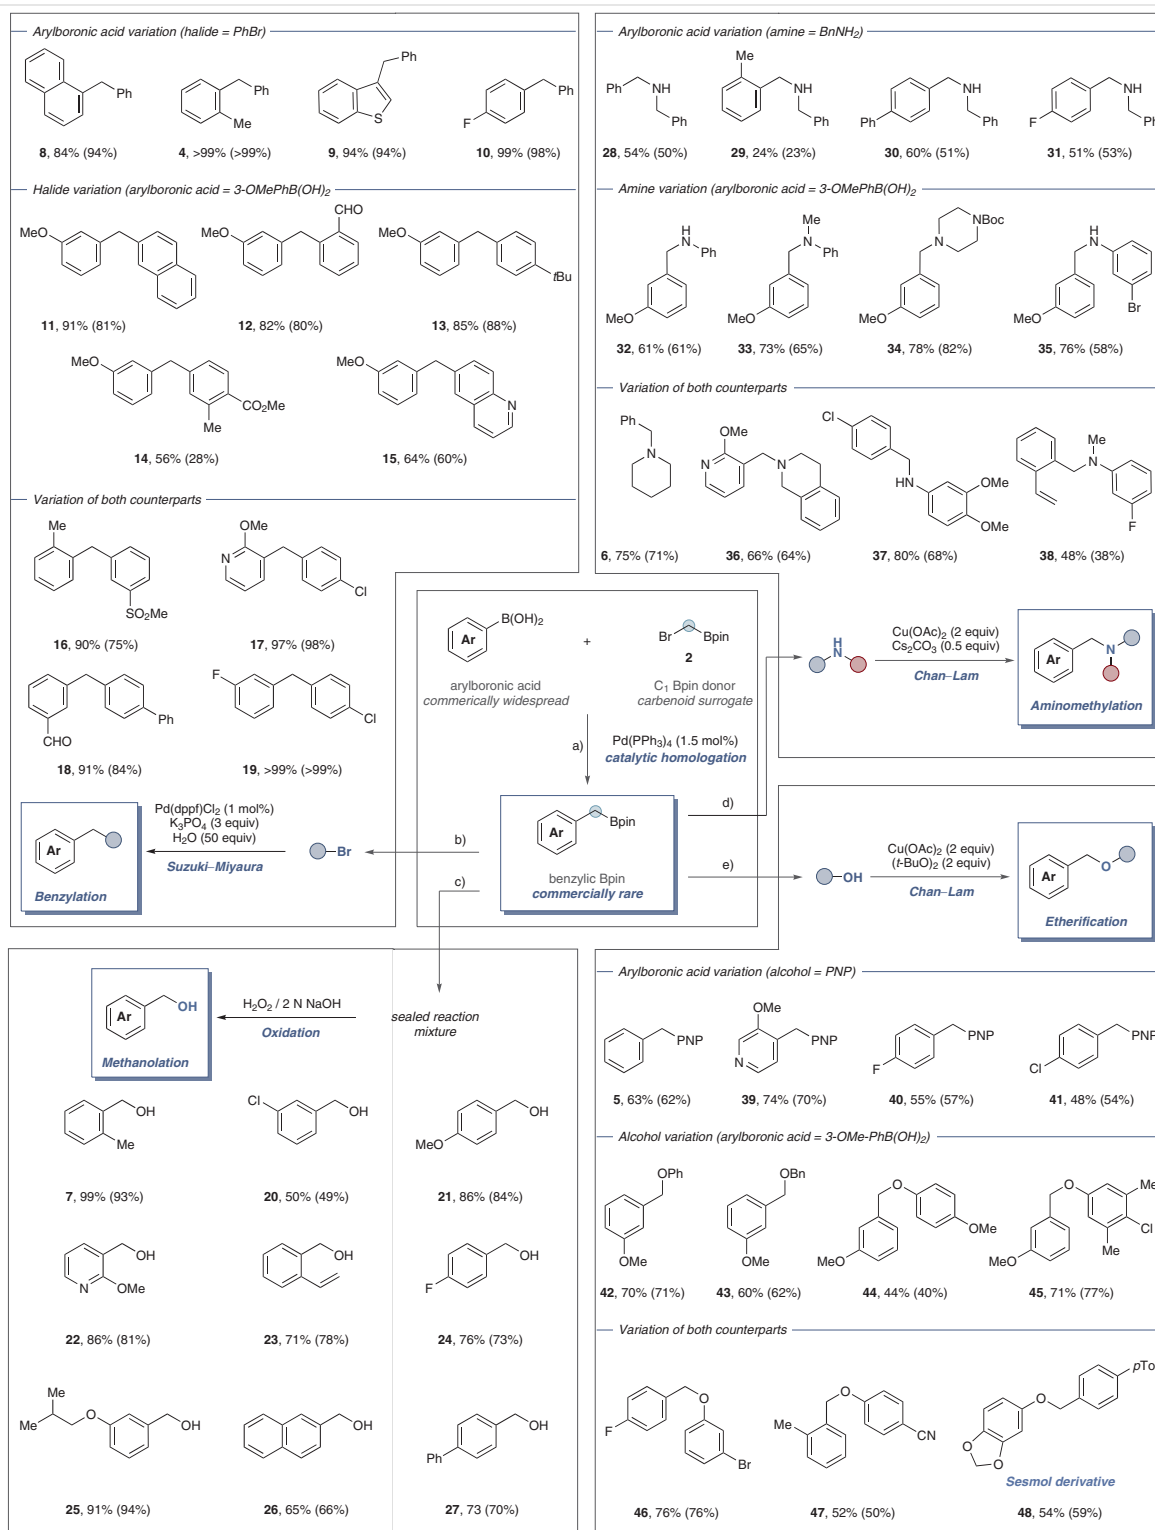 Arylboronic acid variation (halide = PhBr)
Ph
Ph
Me
Ph
S
Ph
F
8, 84% (94%)
4, >99% (>99%)
9, 94% (94%)
10, 99% (98%)
Halide variation (arylboronic acid = 3-OMePhB(OH)2
MeO
MeO
CHO
MeO
tBu
11, 91% (81%)
12, 82% (80%)
13, 85% (88%)
MeO
CO2Me
Me
MeO
N
14, 56% (28%)
15, 64% (60%)
Variation of both counterparts
Me
SO2Me
OMe
N
Cl
16, 90% (75%)
17, 97% (98%)
CHO
Ph
F
Cl
18, 91% (84%)
19, >99% (>99%)
Ar
Benzylation
Pd(dppf)Cl2 (1 mol%)
K3PO4 (3 equiv)
H2O (50 equiv)
Suzuki–Miyaura
Br
b)
c)
Ar
B(OH)2
+
Br
Bpin
2
arylboronic acid
commerically widespread
C1 Bpin donor
carbenoid surrogate
a)
Pd(PPh3)4 (1.5 mol%)
catalytic homologation
Ar
Bpin
benzylic Bpin
commercially rare
d)
e)
Arylboronic acid variation (amine = BnNH2)
Ph
NH
Ph
Me
NH
Ph
Ph
NH
Ph
F
NH
Ph
28, 54% (50%)
29, 24% (23%)
30, 60% (51%)
31, 51% (53%)
Amine variation (arylboronic acid = 3-OMePhB(OH)2
H
N
Ph
MeO
Me
N
Ph
MeO
NBoc
N
MeO
H
N
Br
MeO
32, 61% (61%)
33, 73% (65%)
34, 78% (82%)
35, 76% (58%)
Variation of both counterparts
Ph
N
OMe
N
N
Cl
HN
OMe
OMe
Me
N
F
6, 75% (71%)
36, 66% (64%)
37, 80% (68%)
38, 48% (38%)
H
N
Cu(OAc)2 (2 equiv)
Cs2CO3 (0.5 equiv)
Chan–Lam
Ar
N
Aminomethylation
OH
Cu(OAc)2 (2 equiv)
(t-BuO)2 (2 equiv)
Chan–Lam
Ar
O
Etherification
Ar
OH
Methanolation
H2O2 / 2 N NaOH
Oxidation
sealed reaction
mixture
OH
Me
Cl
OH
OH
MeO
7, 99% (93%)
20, 50% (49%)
21, 86% (84%)
OH
N
OMe
OH
OH
F
22, 86% (81%)
23, 71% (78%)
24, 76% (73%)
Me
Me
O
OH
OH
OH
Ph
25, 91% (94%)
26, 65% (66%)
27, 73 (70%)
Arylboronic acid variation (alcohol = PNP)
PNP
OMe
PNP
N
PNP
F
PNP
Cl
5, 63% (62%)
39, 74% (70%)
40, 55% (57%)
41, 48% (54%)
Alcohol variation (arylboronic acid = 3-OMe-PhB(OH)2)
OPh
OMe
OBn
OMe
O
OMe
MeO
O
Me
Cl
Me
MeO
42, 70% (71%)
43, 60% (62%)
44, 44% (40%)
45, 71% (77%)
Variation of both counterparts
F
O
Br
O
Me
CN
pTo
O
O
O
Sesmol derivative
46, 76% (76%)
47, 52% (50%)
48, 54% (59%)